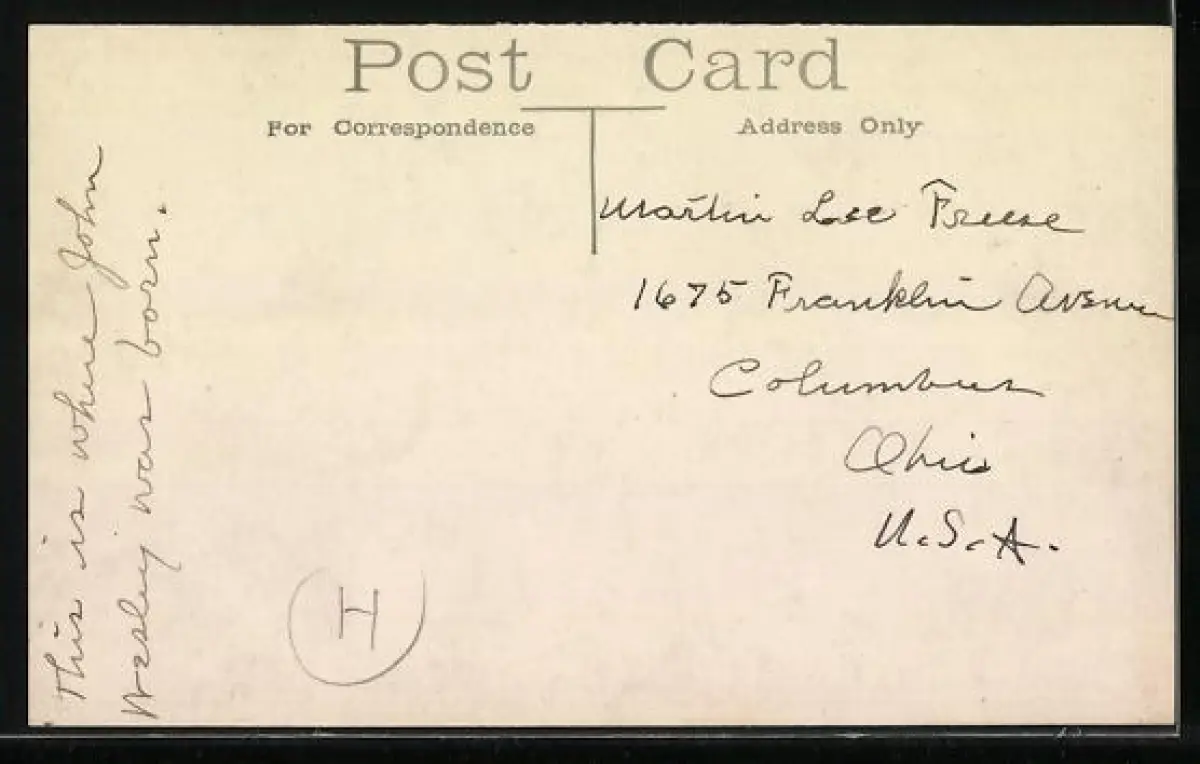 Post Card
For Correspondence
Address Only
This is where John
Wesley was born.
Martin Lee Freese
1675 Franklin Avenue
Columbus
Ohio
U.S.A.
H